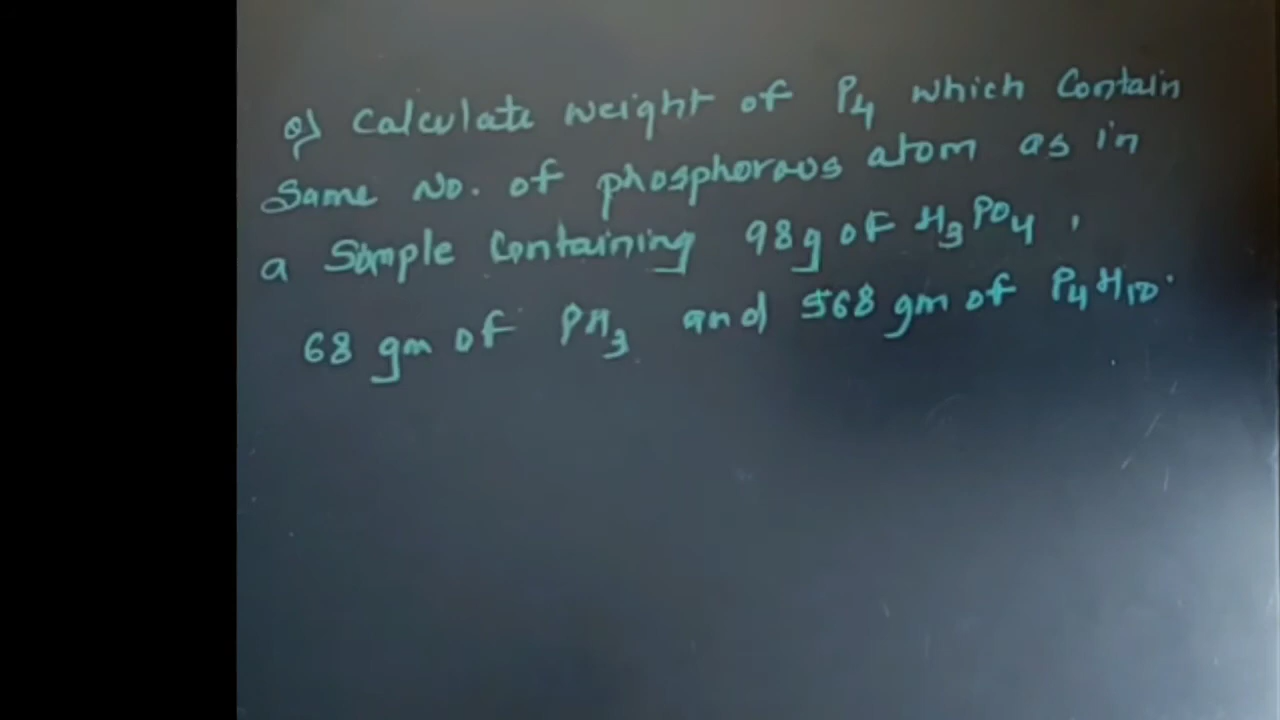 Q) Calculate weight of P4 which Contain
Same No. of phosphorous atom as in
a Sample Containing 98g of H3PO4,
68 gm of PH3 and 568 gm of P4H10.